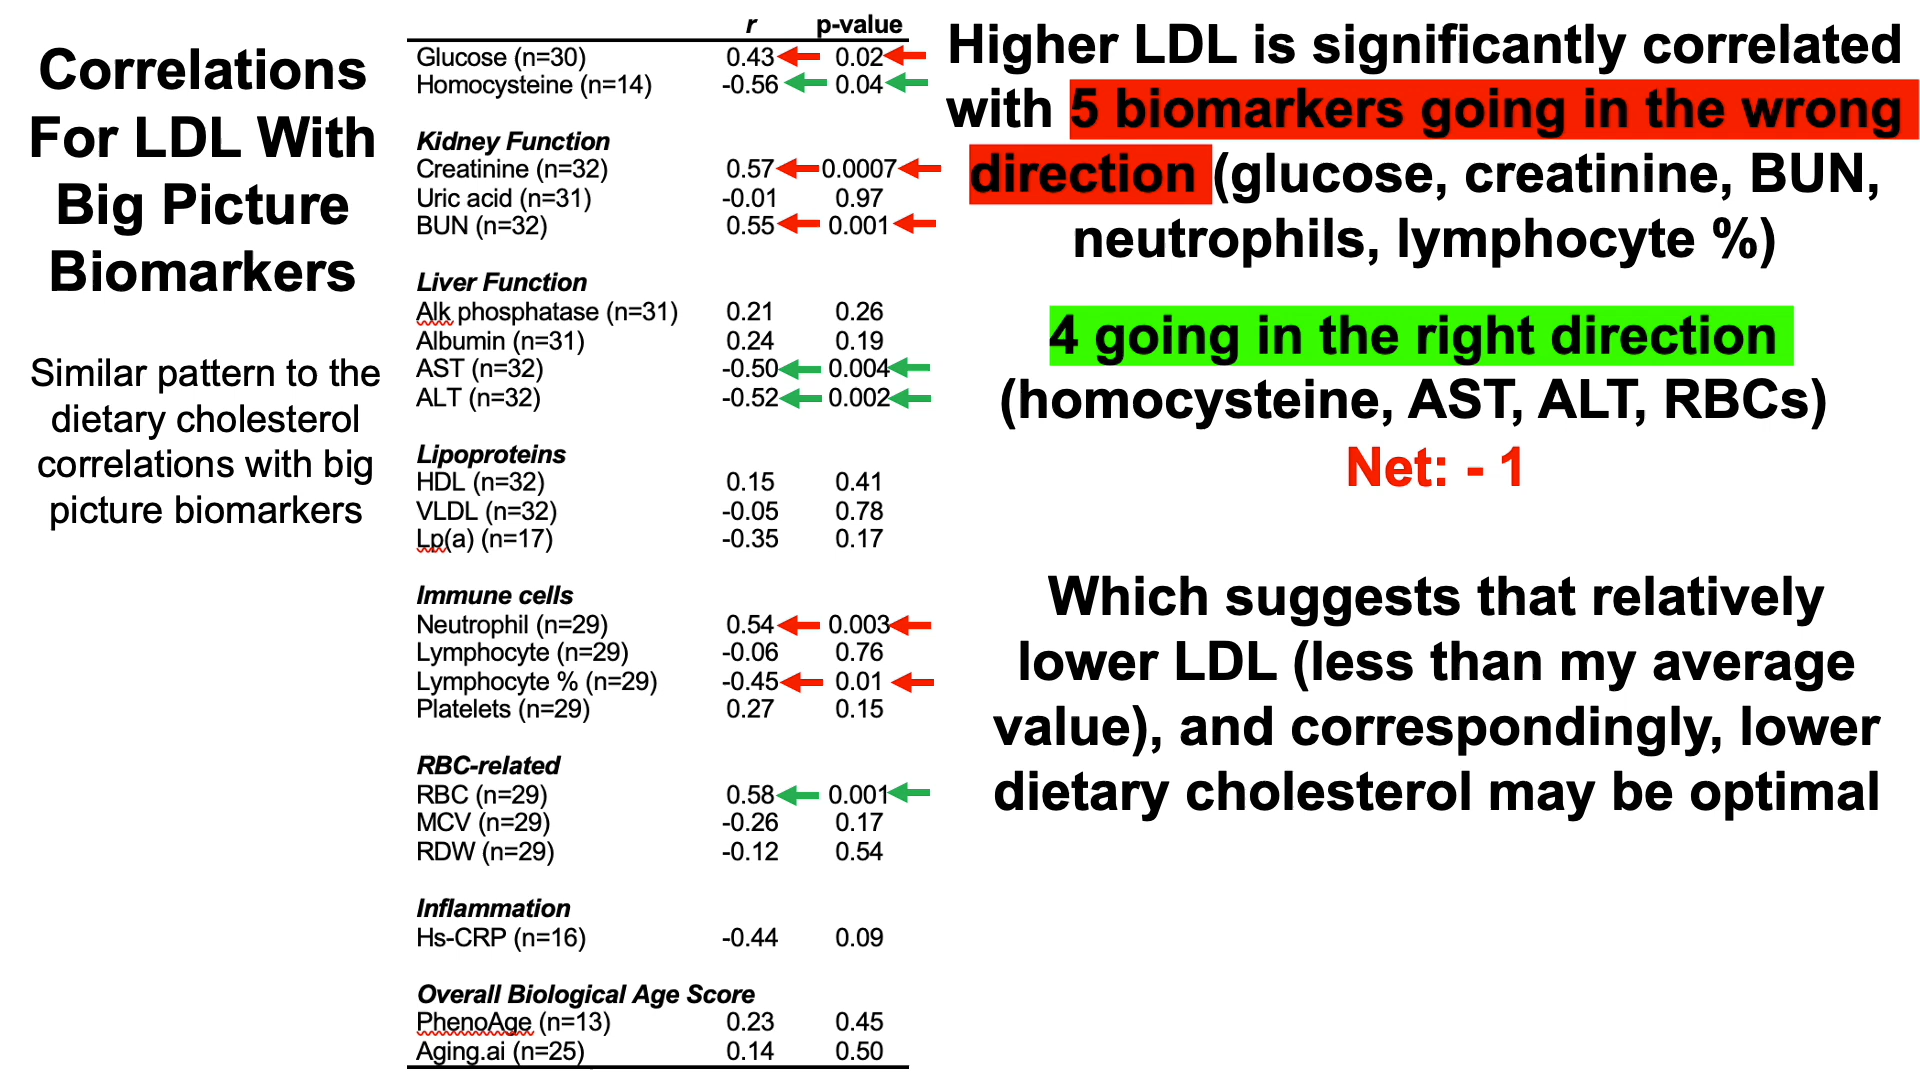 Correlations
For LDL With
Big Picture
Biomarkers
Similar pattern to the
dietary cholesterol
correlations with big
picture biomarkers
r p-value
Glucose (n=30) 0.43 0.02
Homocysteine (n=14) -0.56 0.04
Kidney Function
Creatinine (n=32) 0.57 0.0007
Uric acid (n=31) -0.01 0.97
BUN (n=32) 0.55 0.001
Liver Function
Alk phosphatase (n=31) 0.21 0.26
Albumin (n=31) 0.24 0.19
AST (n=32) -0.50 0.004
ALT (n=32) -0.52 0.002
Lipoproteins
HDL (n=32) 0.15 0.41
VLDL (n=32) -0.05 0.78
Lp(a) (n=17) -0.35 0.17
Immune cells
Neutrophil (n=29) 0.54 0.003
Lymphocyte (n=29) -0.06 0.76
Lymphocyte % (n=29) -0.45 0.01
Platelets (n=29) 0.27 0.15
RBC-related
RBC (n=29) 0.58 0.001
MCV (n=29) -0.26 0.17
RDW (n=29) -0.12 0.54
Inflammation
Hs-CRP (n=16) -0.44 0.09
Overall Biological Age Score
PhenoAge (n=13) 0.23 0.45
Aging.ai (n=25) 0.14 0.50
Higher LDL is significantly correlated
with 5 biomarkers going in the wrong
direction (glucose, creatinine, BUN,
neutrophils, lymphocyte %)
4 going in the right direction
(homocysteine, AST, ALT, RBCs)
Net: - 1
Which suggests that relatively
lower LDL (less than my average
value), and correspondingly, lower
dietary cholesterol may be optimal